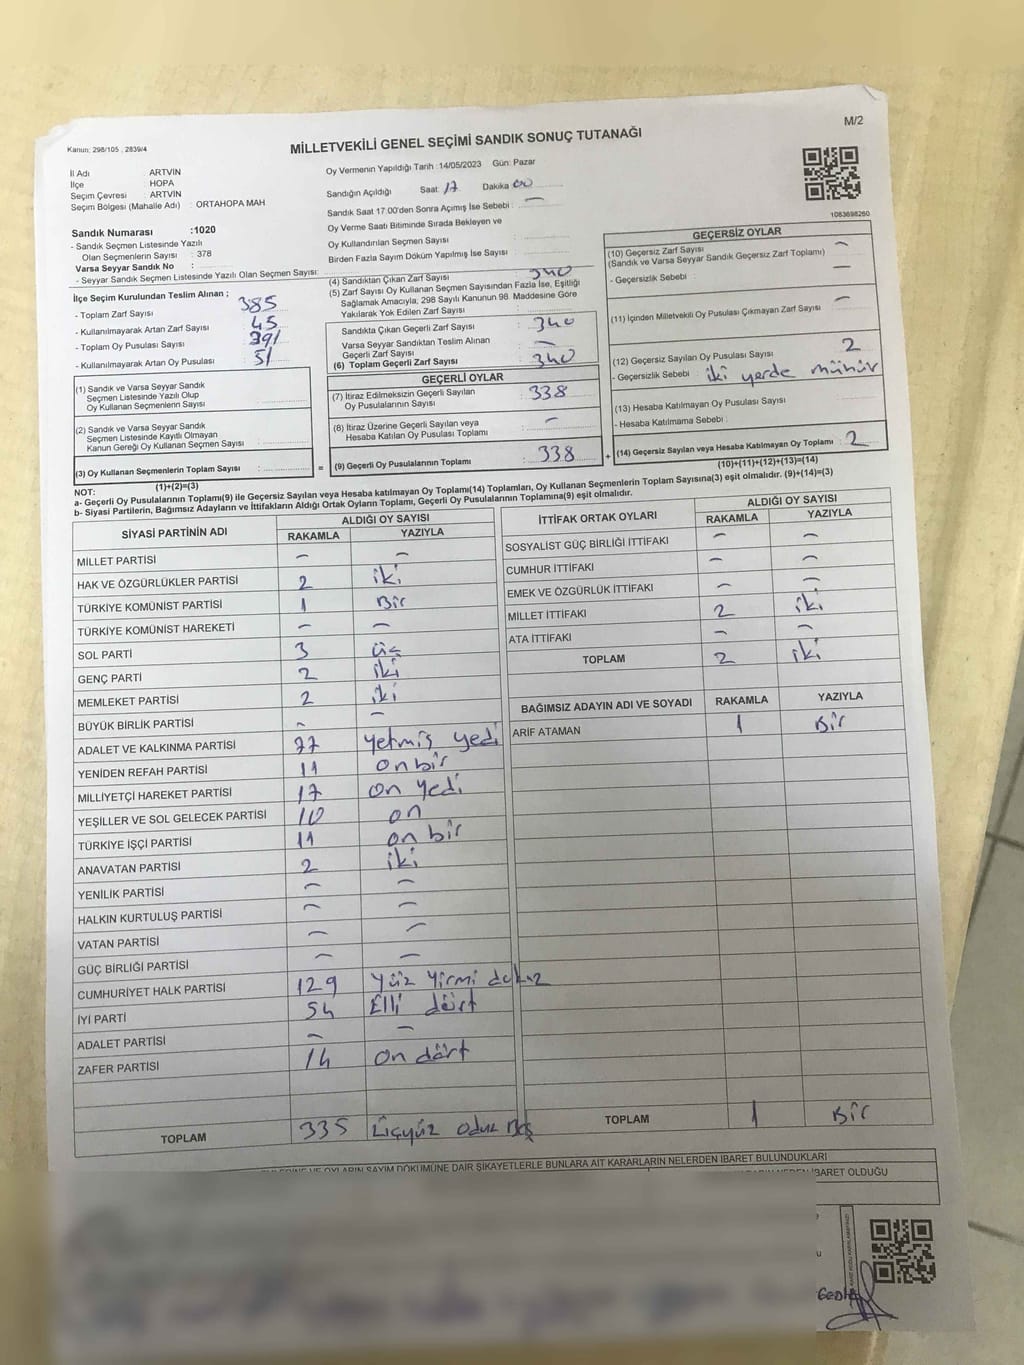 Kanun: 298/105 , 2839/4
M/2
MİLLETVEKİLİ GENEL SEÇİMİ SANDIK SONUÇ TUTANAĞI
İl Adı ARTVİN
İlçe HOPA
Seçim Çevresi : ARTVİN
Seçim Bölgesi (Mahalle Adı) : ORTAHOPA MAH
Sandık Numarası :1020
- Sandık Seçmen Listesinde Yazılı
Olan Seçmenlerin Sayısı : 378
Varsa Seyyar Sandık No :
- Seyyar Sandık Seçmen Listesinde Yazılı Olan Seçmen Sayısı:
İlçe Seçim Kurulundan Teslim Alınan ;
- Toplam Zarf Sayısı 385
- Kullanılmayarak Artan Zarf Sayısı 45
- Toplam Oy Pusulası Sayısı 391
- Kullanılmayarak Artan Oy Pusulası 51
(1) Sandık ve Varsa Seyyar Sandık
Seçmen Listesinde Yazılı Olup
Oy Kullanan Seçmenlerin Sayısı
(2) Sandık ve Varsa Seyyar Sandık
Seçmen Listesinde Kayıtlı Olmayan
Kanun Gereği Oy Kullanan Seçmen Sayısı
(3) Oy Kullanan Seçmenlerin Toplam Sayısı :
(1)+(2)=(3)
Oy Vermenin Yapıldığı Tarih :14/05/2023 Gün: Pazar
Sandığın Açıldığı Saat 17 Dakika 00
Sandık Saat 17:00'den Sonra Açımış İse Sebebi : –
Oy Verme Saati Bitiminde Sırada Bekleyen ve
Oy Kullandırılan Seçmen Sayısı
Birden Fazla Sayım Döküm Yapılmış İse Sayısı :
(4) Sandıktan Çıkan Zarf Sayısı 340
(5) Zarf Sayısı Oy Kullanan Seçmen Sayısından Fazla İse, Eşitliği
Sağlamak Amacıyla, 298 Sayılı Kanunun 98. Maddesine Göre
Yakılarak Yok Edilen Zarf Sayısı
Sandıkta Çıkan Geçerli Zarf Sayısı 340
Varsa Seyyar Sandıktan Teslim Alınan
Geçerli Zarf Sayısı –
(6) Toplam Geçerli Zarf Sayısı 340
GEÇERLİ OYLAR
(7) İtiraz Edilmeksizin Geçerli Sayılan
Oy Pusulalarının Sayısı 338
(8) İtiraz Üzerine Geçerli Sayılan veya
Hesaba Katılan Oy Pusulası Toplamı –
= (9) Geçerli Oy Pusulalarının Toplamı 338
1083698260
GEÇERSİZ OYLAR
(10) Geçersiz Zarf Sayısı –
(Sandık ve Varsa Seyyar Sandık Geçersiz Zarf Toplamı)
- Geçersizlik Sebebi : –
(11) İçinden Milletvekili Oy Pusulası Çıkmayan Zarf Sayısı –
(12) Geçersiz Sayılan Oy Pusulası Sayısı 2
- Geçersizlik Sebebi : iki yerde mühür
(13) Hesaba Katılmayan Oy Pusulası Sayısı
- Hesaba Katılmama Sebebi :
+ (14) Geçersiz Sayılan veya Hesaba Katılmayan Oy Toplamı : 2
(10)+(11)+(12)+(13)=(14)
NOT:
a- Geçerli Oy Pusulalarının Toplamı(9) ile Geçersiz Sayılan veya Hesaba katılmayan Oy Toplamı(14) Toplamları, Oy Kullanan Seçmenlerin Toplam Sayısına(3) eşit olmalıdır. (9)+(14)=(3)
b- Siyasi Partilerin, Bağımsız Adayların ve İttifakların Aldığı Ortak Oyların Toplamı, Geçerli Oy Pusulalarının Toplamına(9) eşit olmalıdır.
SİYASİ PARTİNİN ADI ALDIĞI OY SAYISI
RAKAMLA YAZIYLA
MİLLET PARTİSİ – –
HAK VE ÖZGÜRLÜKLER PARTİSİ 2 iki
TÜRKİYE KOMÜNİST PARTİSİ 1 Bir
TÜRKİYE KOMÜNİST HAREKETİ – –
SOL PARTİ 3 üç
GENÇ PARTİ 2 iki
MEMLEKET PARTİSİ 2 iki
BÜYÜK BİRLİK PARTİSİ – –
ADALET VE KALKINMA PARTİSİ 77 yetmiş yedi
YENİDEN REFAH PARTİSİ 11 on bir
MİLLİYETÇİ HAREKET PARTİSİ 17 on yedi
YEŞİLLER VE SOL GELECEK PARTİSİ 10 on
TÜRKİYE İŞÇİ PARTİSİ 11 on bir
ANAVATAN PARTİSİ 2 iki
YENİLİK PARTİSİ – –
HALKIN KURTULUŞ PARTİSİ – –
VATAN PARTİSİ – –
GÜÇ BİRLİĞİ PARTİSİ – –
CUMHURİYET HALK PARTİSİ 129 Yüz Yirmi dokuz
İYİ PARTİ 54 Elli dört
ADALET PARTİSİ – –
ZAFER PARTİSİ 14 on dört
TOPLAM 335 Üçyüz Oduz Beş
İTTİFAK ORTAK OYLARI ALDIĞI OY SAYISI
RAKAMLA YAZIYLA
SOSYALİST GÜÇ BİRLİĞİ İTTİFAKI – –
CUMHUR İTTİFAKI – –
EMEK VE ÖZGÜRLÜK İTTİFAKI – –
MİLLET İTTİFAKI 2 iki
ATA İTTİFAKI – –
TOPLAM 2 iki
BAĞIMSIZ ADAYIN ADI VE SOYADI RAKAMLA YAZIYLA
ARİF ATAMAN 1 Bir
TOPLAM 1 Bir
VE OYLARIN SAYIM DÖKÜMÜNE DAİR ŞİKAYETLERLE BUNLARA AİT KARARLARIN NELERDEN İBARET BULUNDUKLARI
İBARET OLDUĞU